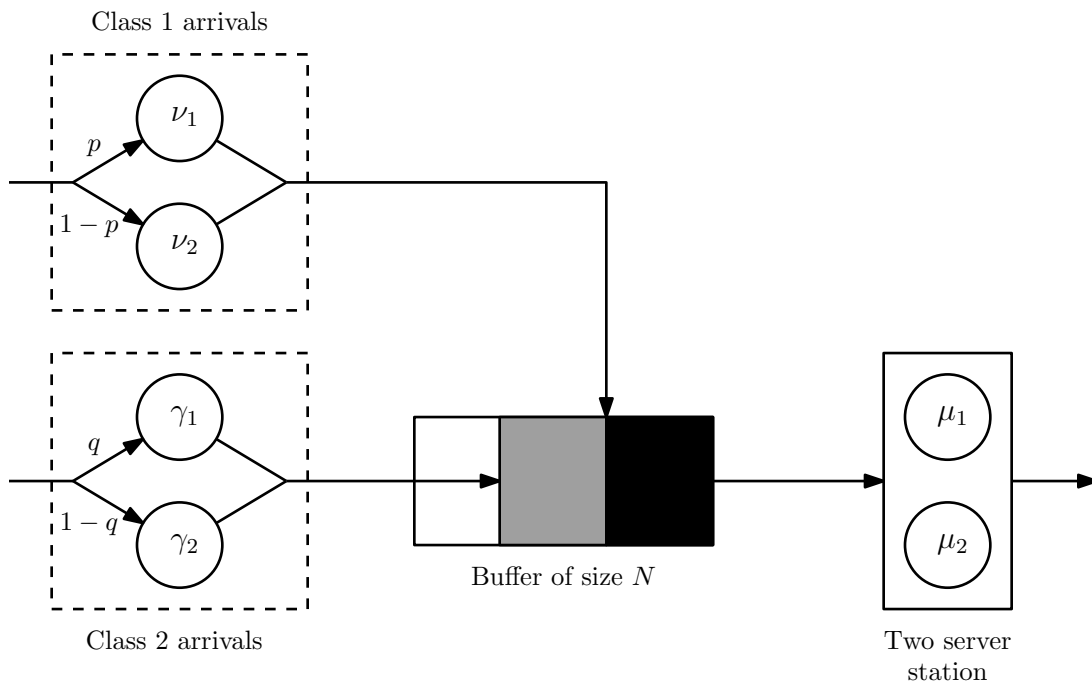 Class 1 arrivals
ν₁
p
1 − p
ν₂
γ₁
q
1 − q
γ₂
Class 2 arrivals
Buffer of size N
μ₁
μ₂
Two server
station